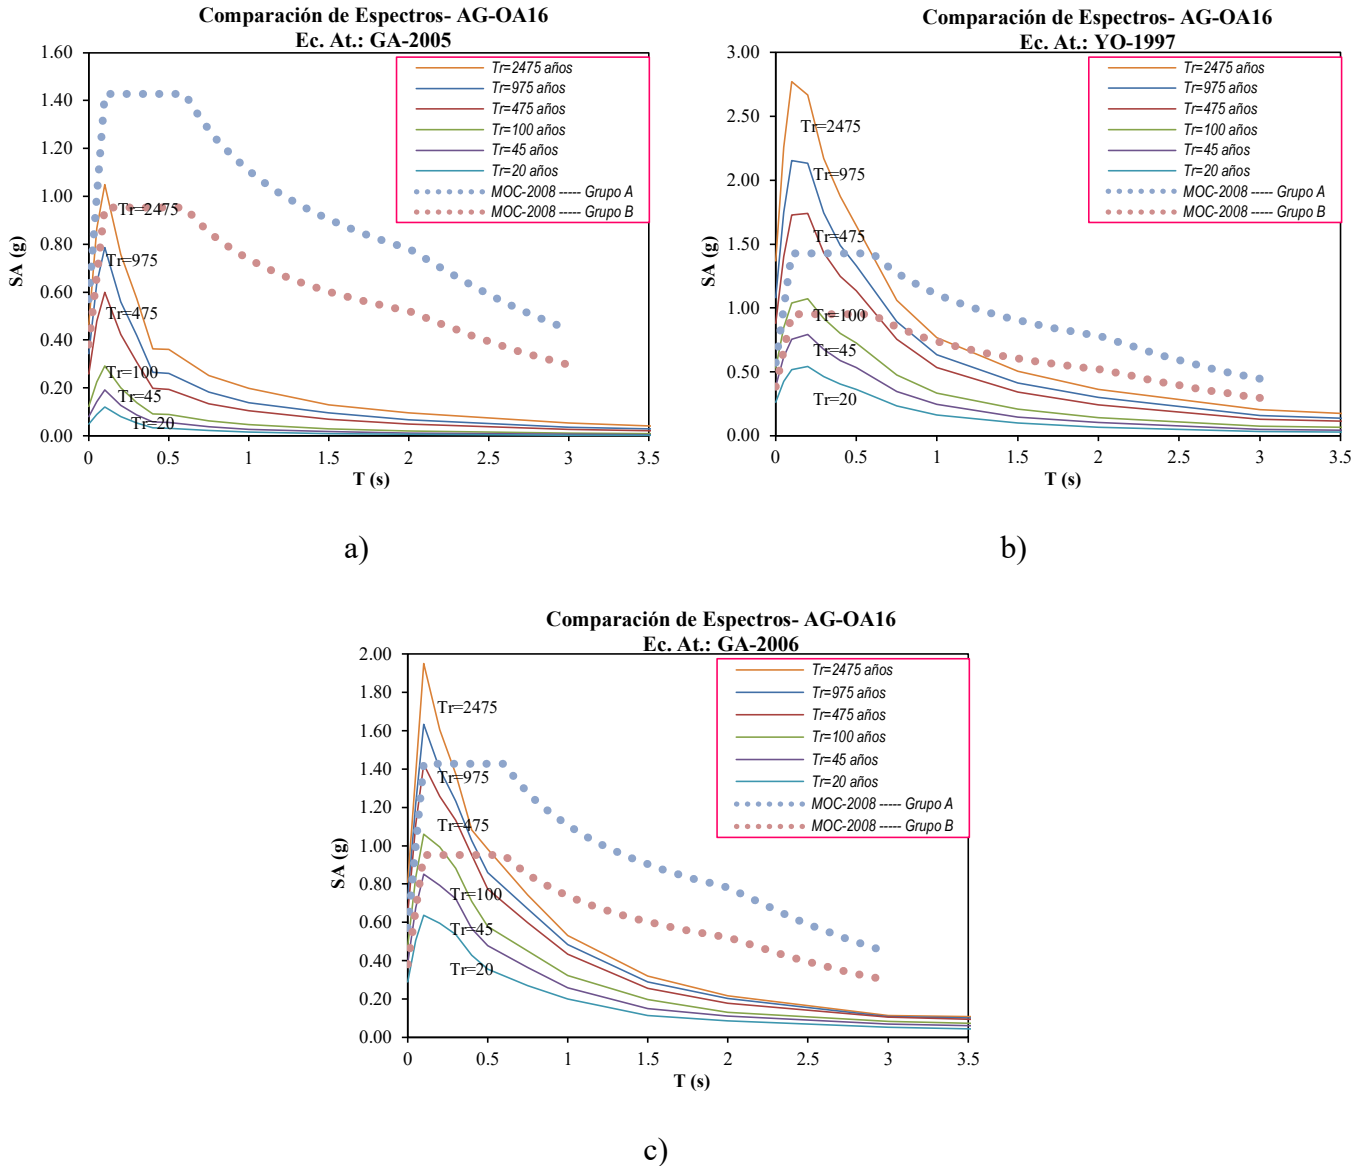 Comparación de Espectros- AG-OA16
Ec. At.: GA-2005
1.60
1.40
1.20
1.00
0.80
0.60
0.40
0.20
0.00
SA (g)
Tr=2475 años
Tr=975 años
Tr=475 años
Tr=100 años
Tr=45 años
Tr=20 años
MOC-2008 ----- Grupo A
MOC-2008 ----- Grupo B
Tr=2475
Tr=975
Tr=475
Tr=100
Tr=45
Tr=20
0 0.5 1 1.5 2 2.5 3 3.5
T (s)
a)
Comparación de Espectros- AG-OA16
Ec. At.: YO-1997
3.00
2.50
2.00
1.50
1.00
0.50
0.00
SA (g)
Tr=2475 años
Tr=975 años
Tr=475 años
Tr=100 años
Tr=45 años
Tr=20 años
MOC-2008 ----- Grupo A
MOC-2008 ----- Grupo B
Tr=2475
Tr=975
Tr=475
Tr=100
Tr=45
Tr=20
0 0.5 1 1.5 2 2.5 3 3.5
T (s)
b)
Comparación de Espectros- AG-OA16
Ec. At.: GA-2006
2.00
1.80
1.60
1.40
1.20
1.00
0.80
0.60
0.40
0.20
0.00
SA (g)
Tr=2475 años
Tr=975 años
Tr=475 años
Tr=100 años
Tr=45 años
Tr=20 años
MOC-2008 ----- Grupo A
MOC-2008 ----- Grupo B
Tr=2475
Tr=975
Tr=475
Tr=100
Tr=45
Tr=20
0 0.5 1 1.5 2 2.5 3 3.5
T (s)
c)